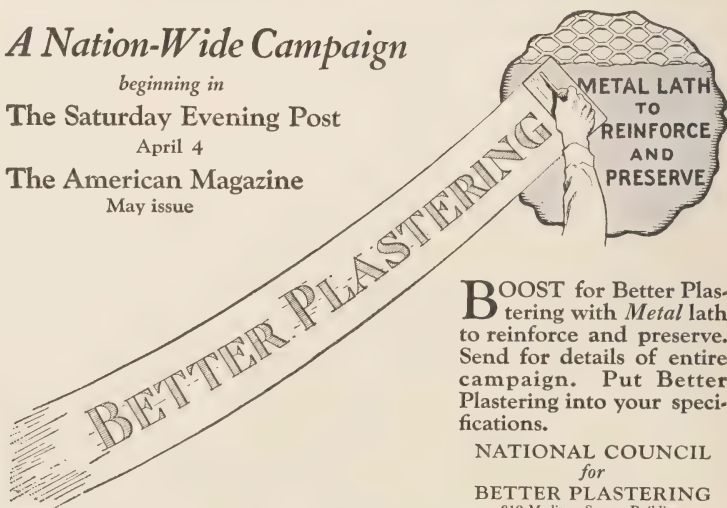 A Nation-Wide Campaign
beginning in
The Saturday Evening Post
April 4
The American Magazine
May issue
BETTER PLASTERING
METAL LATH
TO
REINFORCE
AND
PRESERVE
BOOST for Better Plas-
tering with Metal lath
to reinforce and preserve.
Send for details of entire
campaign. Put Better
Plastering into your speci-
fications.
NATIONAL COUNCIL
for
BETTER PLASTERING